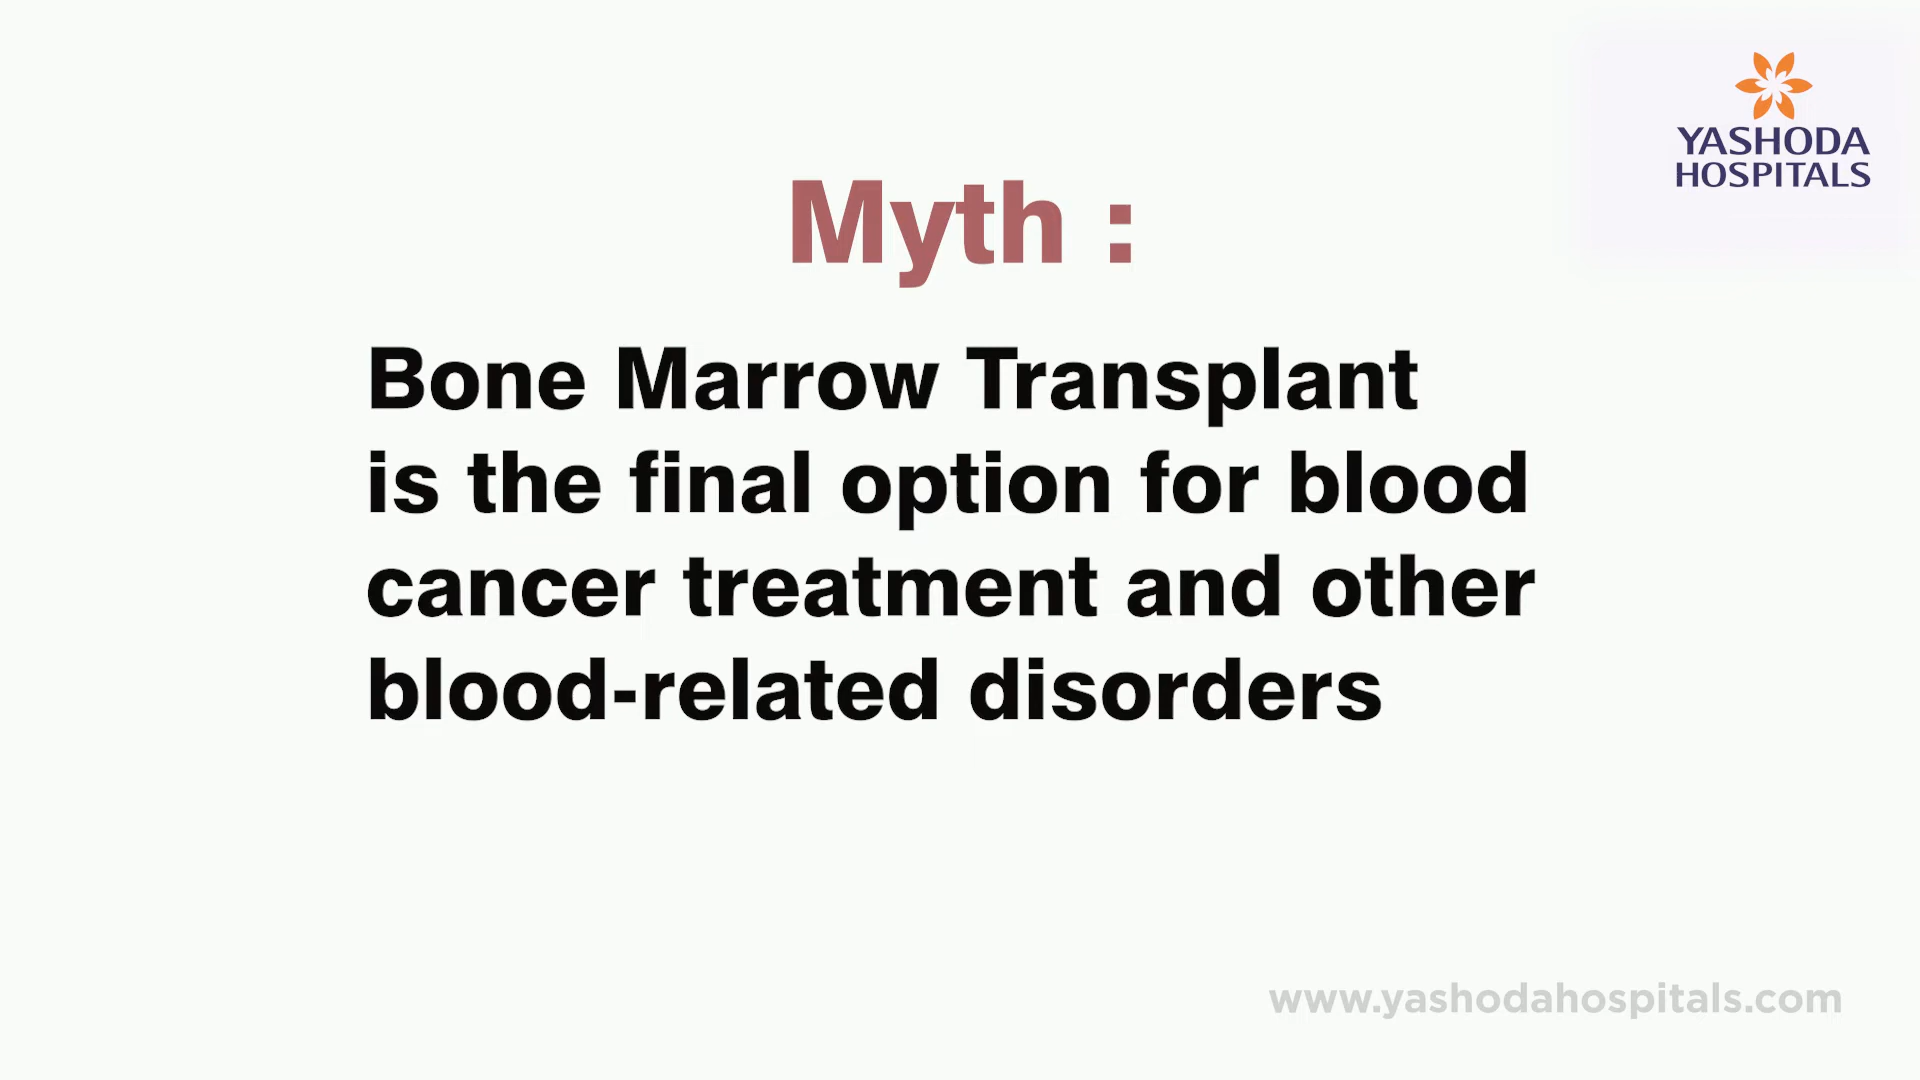 YASHODA
HOSPITALS
Myth :
Bone Marrow Transplant
is the final option for blood
cancer treatment and other
blood-related disorders
www.yashodahospitals.com